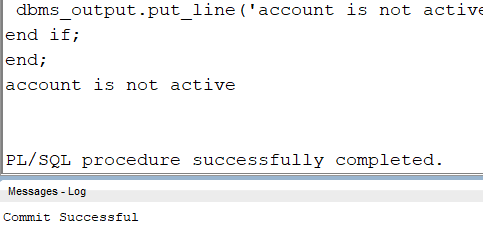 dbms_output.put_line('account is not active
end if;
end;
account is not active
PL/SQL procedure successfully completed.
Messages - Log
Commit Successful